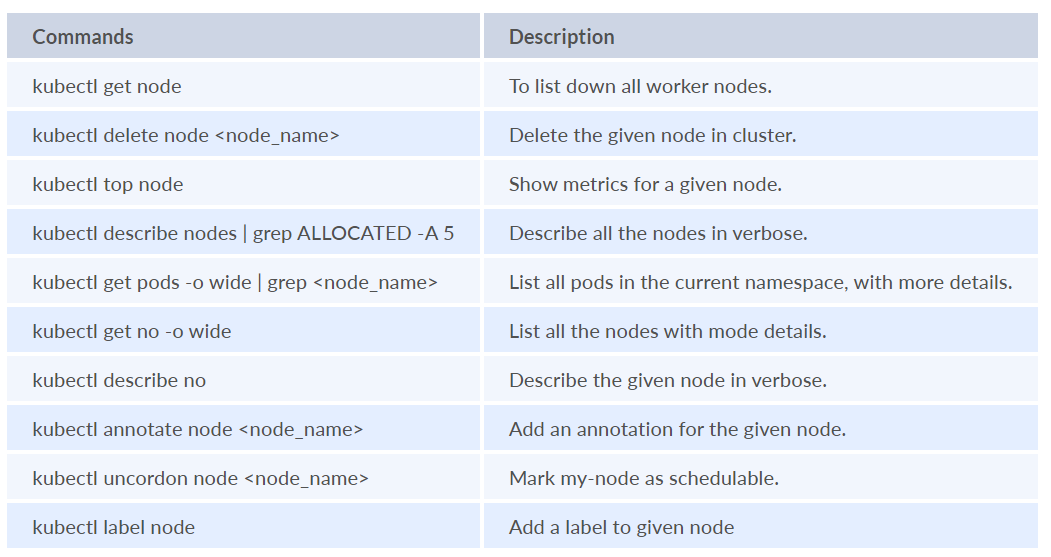 Commands Description
kubectl get node To list down all worker nodes.
kubectl delete node <node_name> Delete the given node in cluster.
kubectl top node Show metrics for a given node.
kubectl describe nodes | grep ALLOCATED -A 5 Describe all the nodes in verbose.
kubectl get pods -o wide | grep <node_name> List all pods in the current namespace, with more details.
kubectl get no -o wide List all the nodes with mode details.
kubectl describe no Describe the given node in verbose.
kubectl annotate node <node_name> Add an annotation for the given node.
kubectl uncordon node <node_name> Mark my-node as schedulable.
kubectl label node Add a label to given node